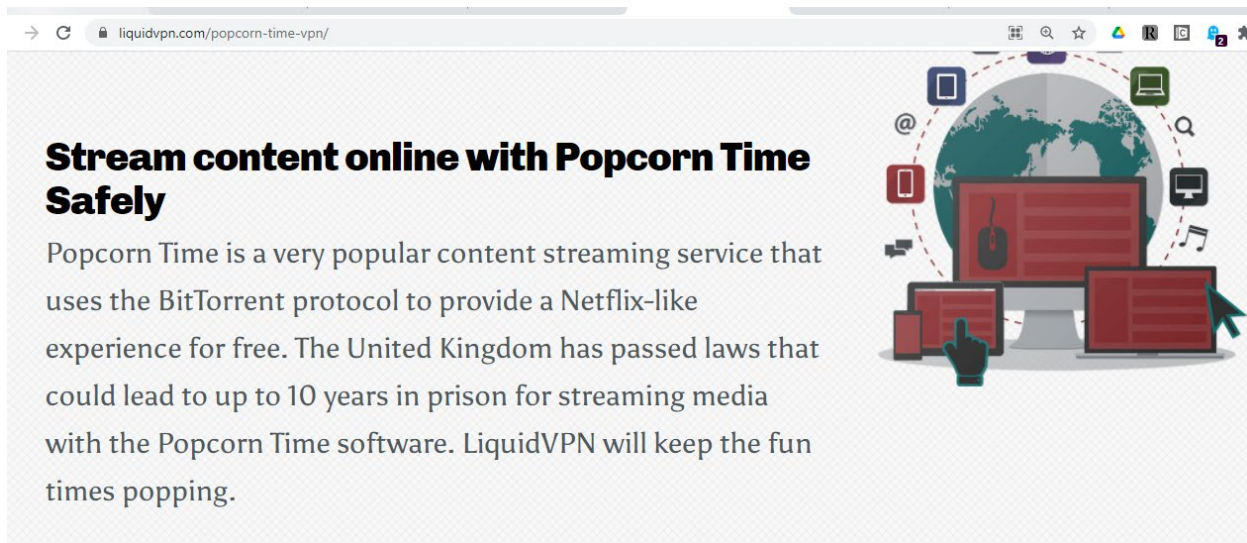 liquidvpn.com/popcorn-time-vpn/
2
Stream content online with Popcorn Time
Safely
Popcorn Time is a very popular content streaming service that
uses the BitTorrent protocol to provide a Netflix-like
experience for free. The United Kingdom has passed laws that
could lead to up to 10 years in prison for streaming media
with the Popcorn Time software. LiquidVPN will keep the fun
times popping.